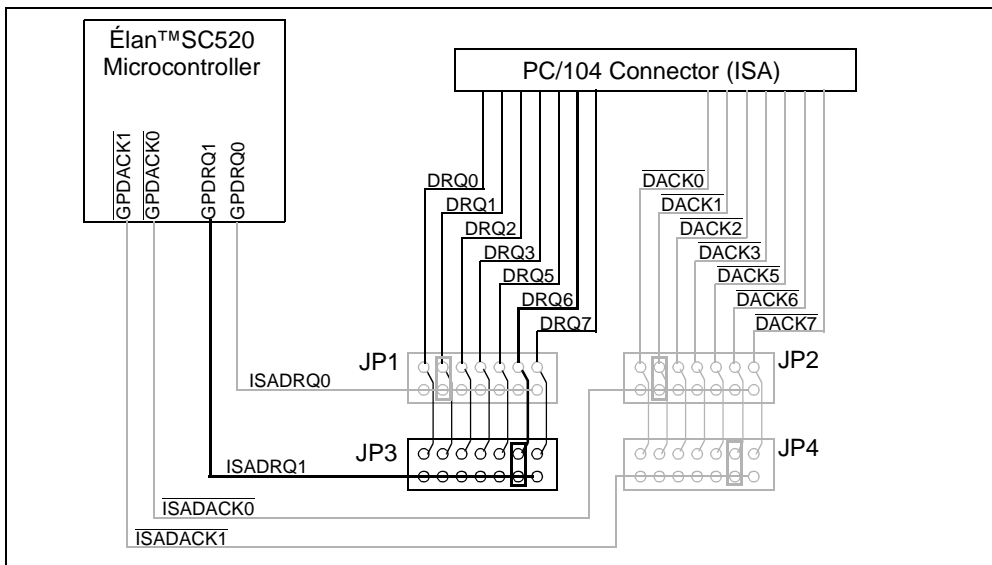 Élan™SC520
Microcontroller
GPDACK1
GPDACK0
GPDRQ1
GPDRQ0
PC/104 Connector (ISA)
DRQ0
DRQ1
DRQ2
DRQ3
DRQ5
DRQ6
DRQ7
DACK0
DACK1
DACK2
DACK3
DACK5
DACK6
DACK7
JP1
JP2
ISADRQ0
JP3
JP4
ISADRQ1
ISADACK0
ISADACK1